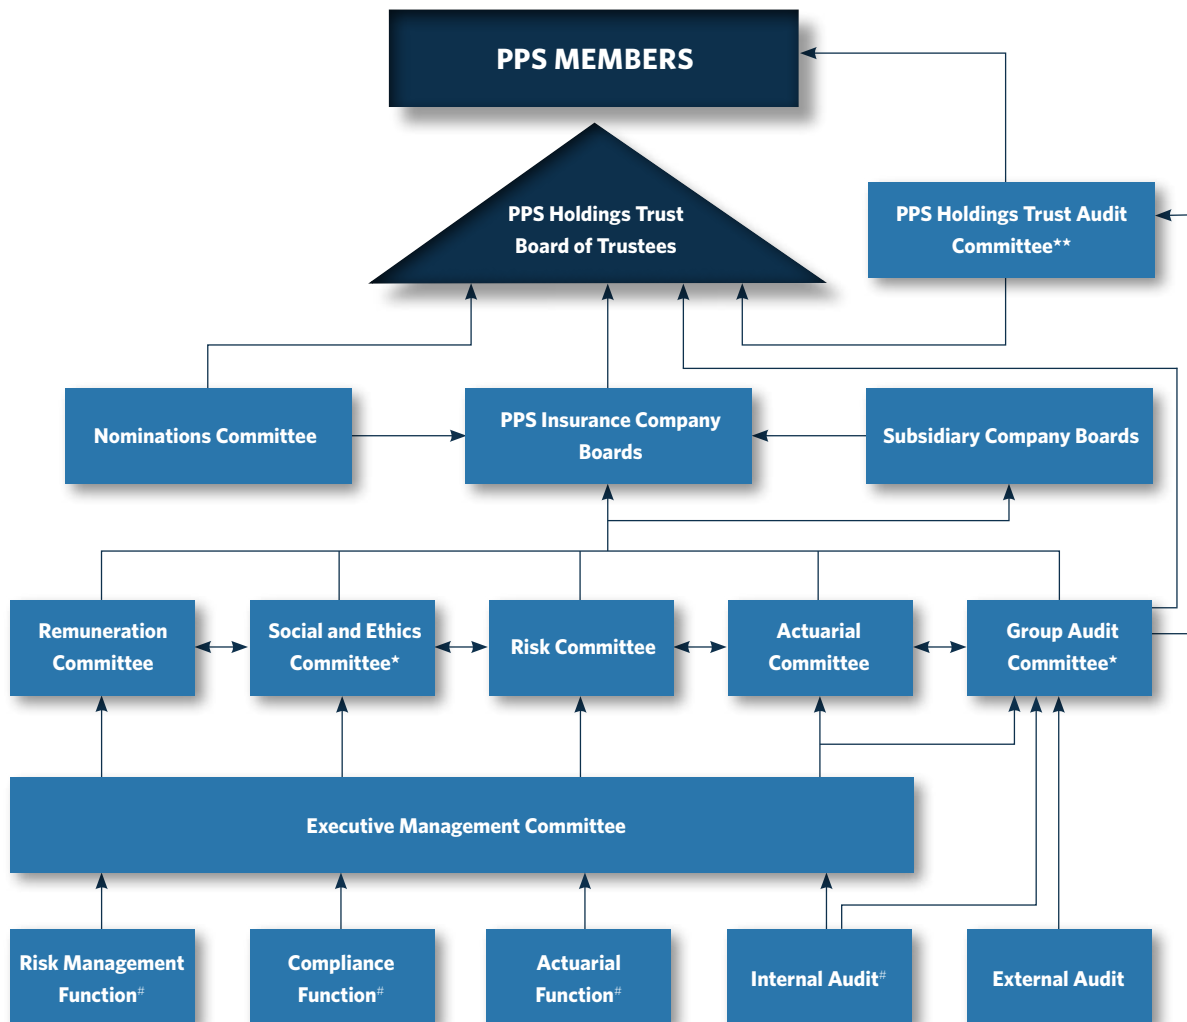 PPS MEMBERS
PPS Holdings Trust
Board of Trustees
PPS Holdings Trust Audit
Committee**
Nominations Committee
PPS Insurance Company
Boards
Subsidiary Company Boards
Remuneration
Committee
Social and Ethics
Committee*
Risk Committee
Actuarial
Committee
Group Audit
Committee*
Executive Management Committee
Risk Management
Function#
Compliance
Function#
Actuarial
Function#
Internal Audit#
External Audit